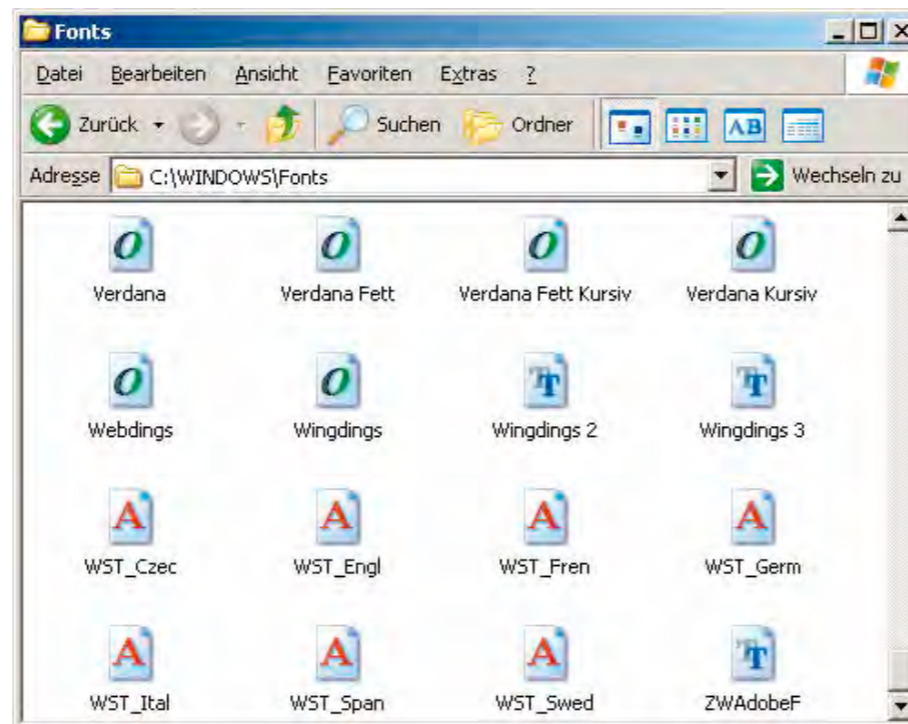 Fonts
Datei Bearbeiten Ansicht Favoriten Extras ?
Zurück Suchen Ordner AB
Adresse C:\WINDOWS\Fonts Wechseln zu
O O O O
Verdana Verdana Fett Verdana Fett Kursiv Verdana Kursiv
O O T T
Webdings Wingdings Wingdings 2 Wingdings 3
A A A A
WST_Czec WST_Engl WST_Fren WST_Germ
A A A T
WST_Ital WST_Span WST_Swed ZWAdobeF